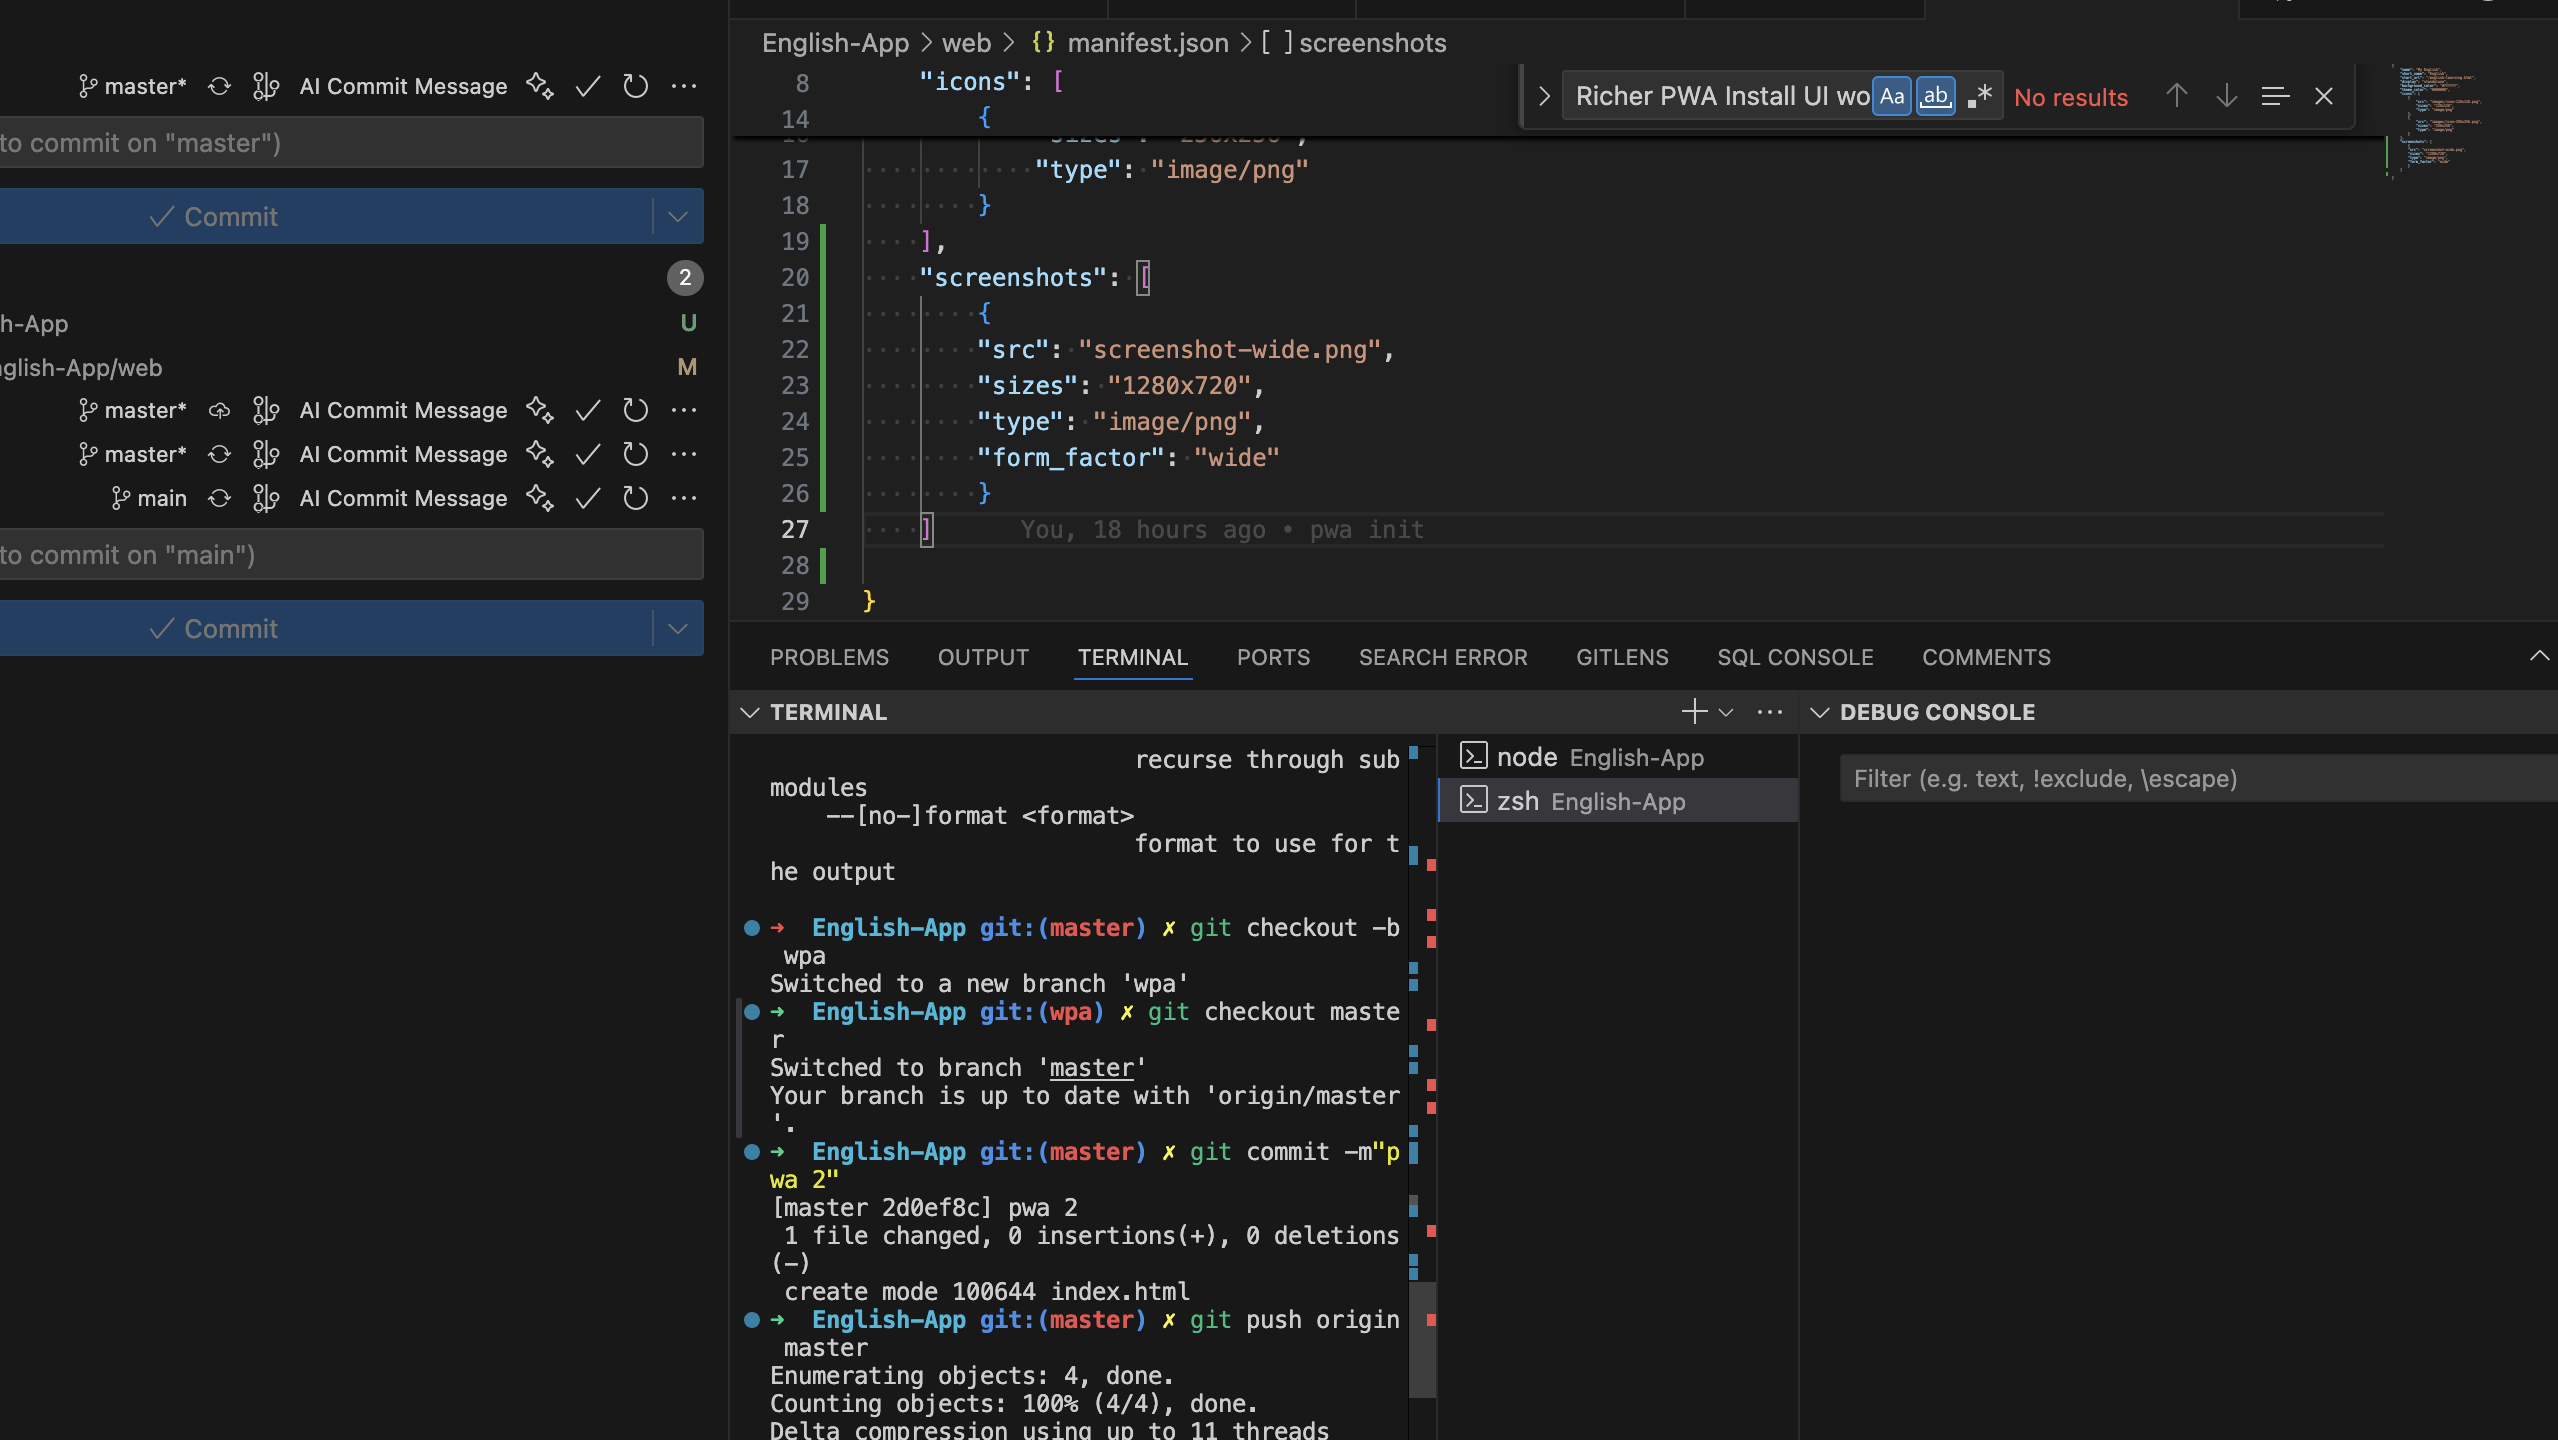 master* AI Commit Message
to commit on "master")
Commit
2
h-App U
nglish-App/web M
master* AI Commit Message
master* AI Commit Message
main AI Commit Message
to commit on "main")
Commit
English-App > web > {} manifest.json > [ ] screenshots
8 "icons": [
14 {
Richer PWA Install UI wo Aa ab .* No results
17 "type": "image/png"
18 }
19 ],
20 "screenshots": [
21 {
22 "src": "screenshot-wide.png",
23 "sizes": "1280x720",
24 "type": "image/png",
25 "form_factor": "wide"
26 }
27 ] You, 18 hours ago • pwa init
28
29 }
PROBLEMS OUTPUT TERMINAL PORTS SEARCH ERROR GITLENS SQL CONSOLE COMMENTS
TERMINAL
recurse through sub
modules
--[no-]format <format>
format to use for t
he output
➜ English-App git:(master) ✗ git checkout -b
wpa
Switched to a new branch 'wpa'
➜ English-App git:(wpa) ✗ git checkout maste
r
Switched to branch 'master'
Your branch is up to date with 'origin/master
'.
➜ English-App git:(master) ✗ git commit -m"p
wa 2"
[master 2d0ef8c] pwa 2
1 file changed, 0 insertions(+), 0 deletions
(-)
create mode 100644 index.html
➜ English-App git:(master) ✗ git push origin
master
Enumerating objects: 4, done.
Counting objects: 100% (4/4), done.
Delta compression using up to 11 threads
node English-App
zsh English-App
DEBUG CONSOLE
Filter (e.g. text, !exclude, \escape)